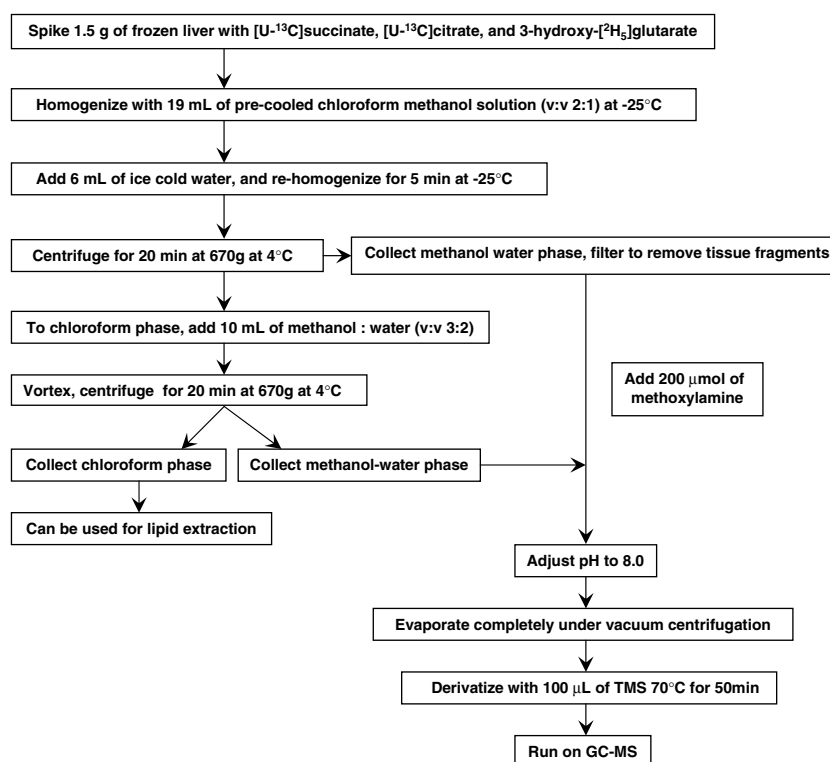 Spike 1.5 g of frozen liver with [U-¹³C]succinate, [U-¹³C]citrate, and 3-hydroxy-[²H₅]glutarate
Homogenize with 19 mL of pre-cooled chloroform methanol solution (v:v 2:1) at -25°C
Add 6 mL of ice cold water, and re-homogenize for 5 min at -25°C
Centrifuge for 20 min at 670g at 4°C
Collect methanol water phase, filter to remove tissue fragments
To chloroform phase, add 10 mL of methanol : water (v:v 3:2)
Vortex, centrifuge for 20 min at 670g at 4°C
Add 200 μmol of
methoxylamine
Collect chloroform phase
Collect methanol-water phase
Can be used for lipid extraction
Adjust pH to 8.0
Evaporate completely under vacuum centrifugation
Derivatize with 100 μL of TMS 70°C for 50min
Run on GC-MS